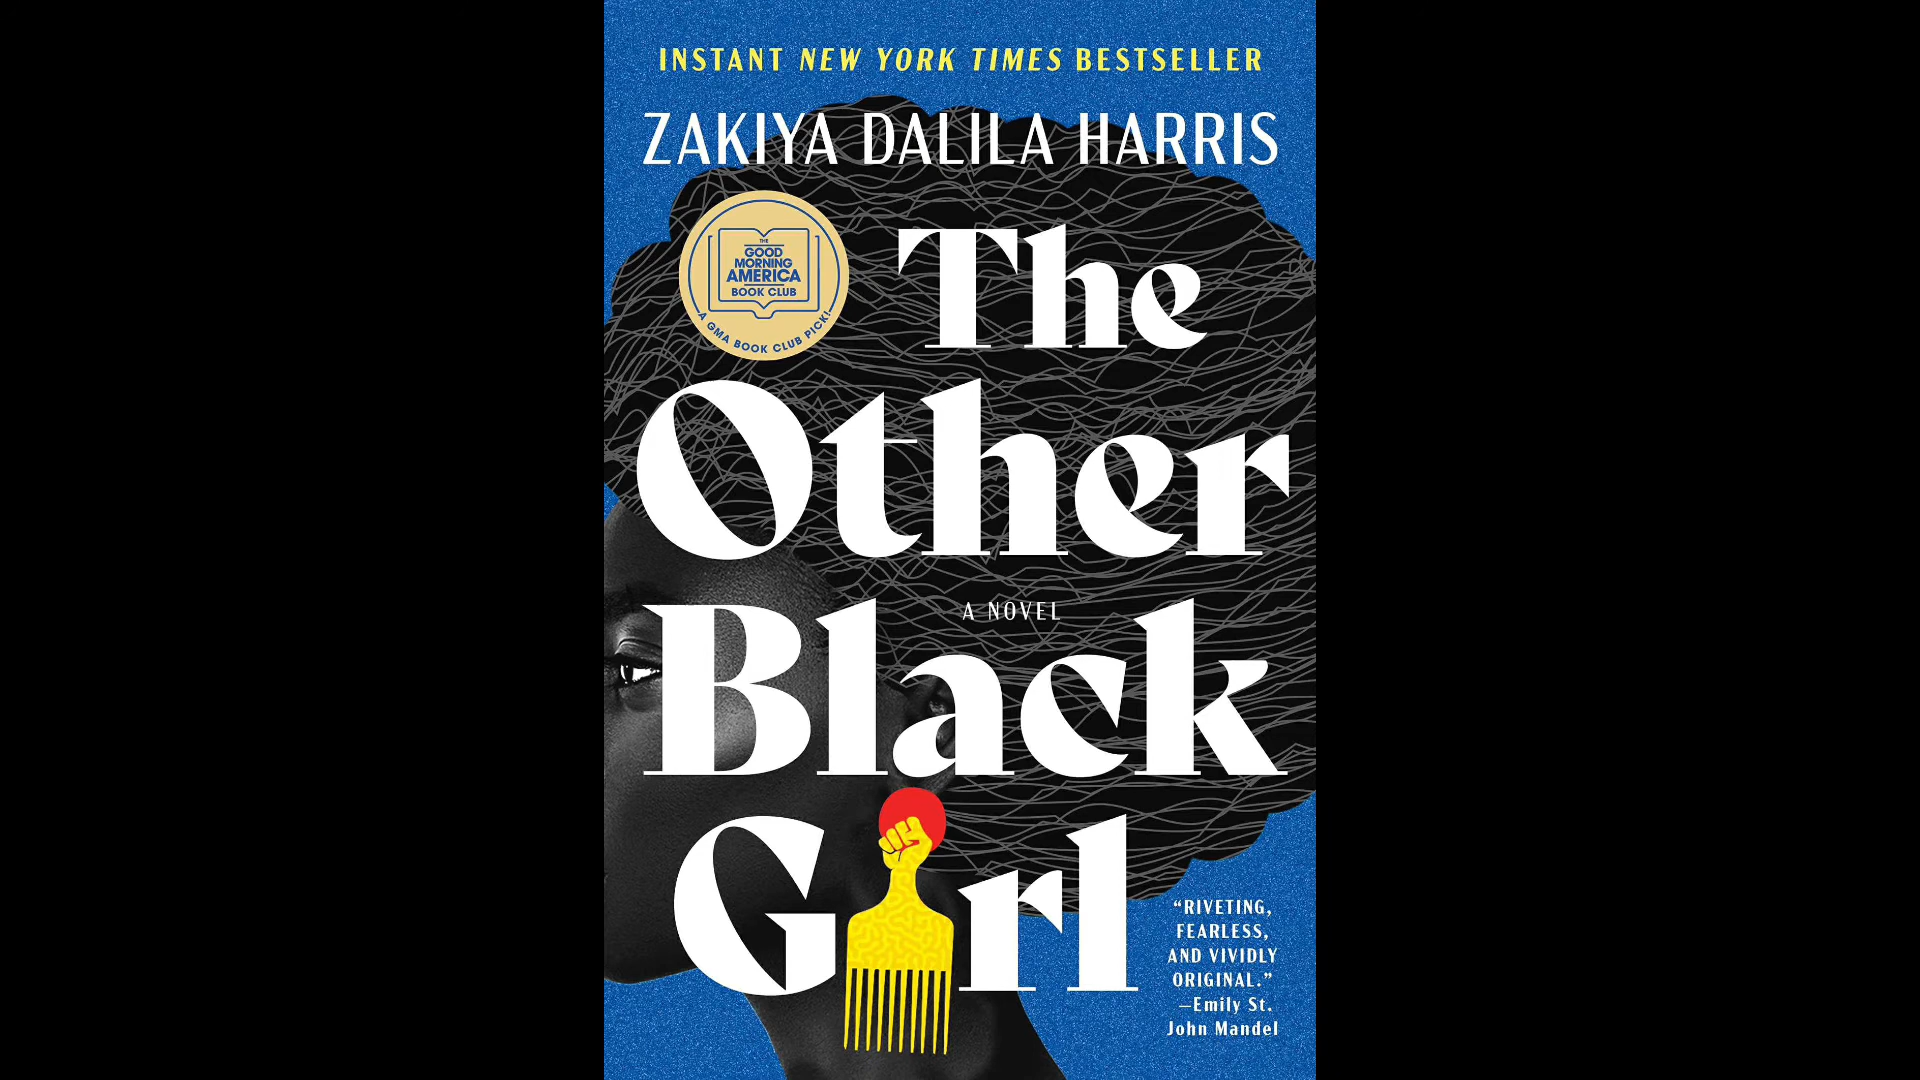 INSTANT NEW YORK TIMES BESTSELLER
ZAKIYA DALILA HARRIS
THE
GOOD
MORNING
AMERICA
BOOK CLUB
A GMA BOOK CLUB PICK!
The
Other
A NOVEL
Black
Girl
“RIVETING,
FEARLESS,
AND VIVIDLY
ORIGINAL.”
—Emily St.
John Mandel